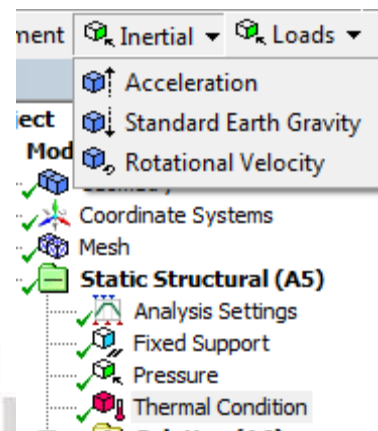 ment Inertial Loads
Acceleration
Standard Earth Gravity
Rotational Velocity
ject
Mod
Coordinate Systems
Mesh
Static Structural (A5)
Analysis Settings
Fixed Support
Pressure
Thermal Condition